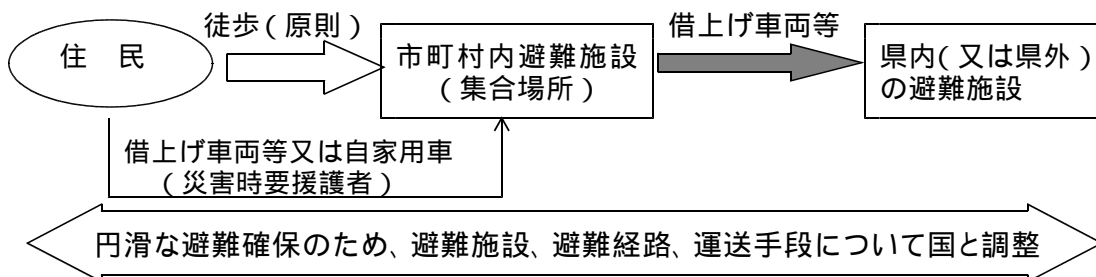 徒歩(原則)
借上げ車両等
住 民
市町村内避難施設
(集合場所)
県内(又は県外)
の避難施設
借上げ車両等又は自家用車
(災害時要援護者)
円滑な避難確保のため、避難施設、避難経路、運送手段について国と調整